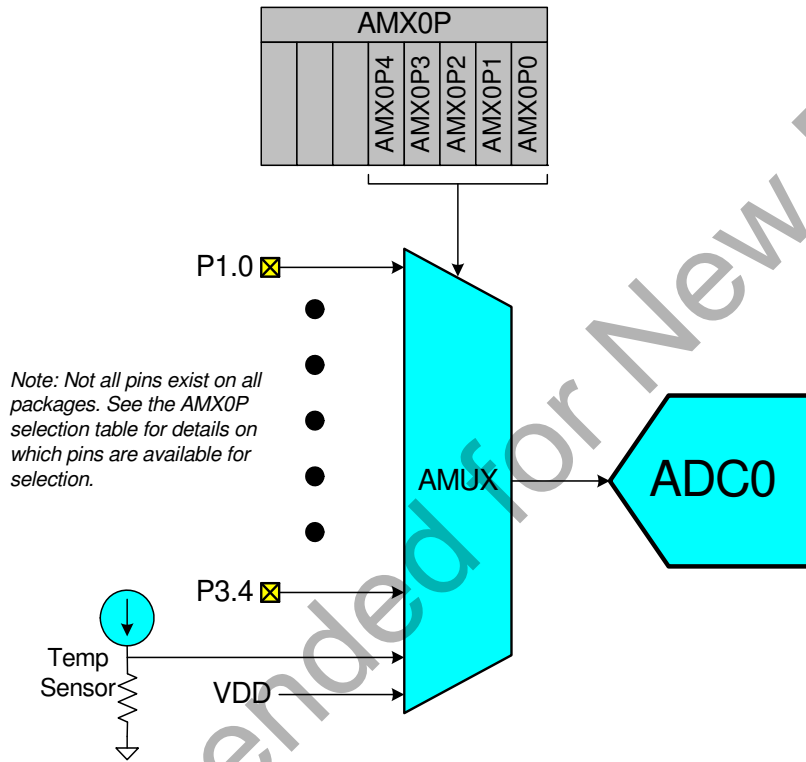 AMX0P
AMX0P4
AMX0P3
AMX0P2
AMX0P1
AMX0P0
P1.0
Note: Not all pins exist on all
packages. See the AMX0P
selection table for details on
which pins are available for
selection.
AMUX
ADC0
P3.4
Temp
Sensor
VDD
ended for New